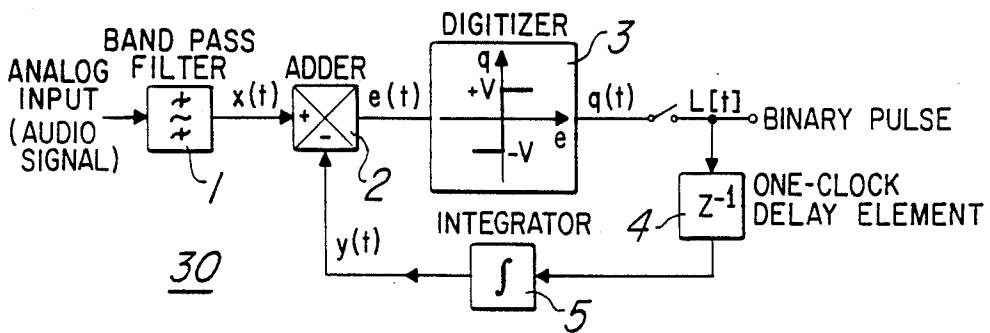 BAND PASS
FILTER
ANALOG
INPUT
(AUDIO
SIGNAL)
1
x(t)
ADDER
+
-
2
e(t)
DIGITIZER
3
q
+V
-V
e
q(t)
L[t]
BINARY PULSE
Z⁻¹
4
ONE-CLOCK
DELAY ELEMENT
INTEGRATOR
∫
5
y(t)
30